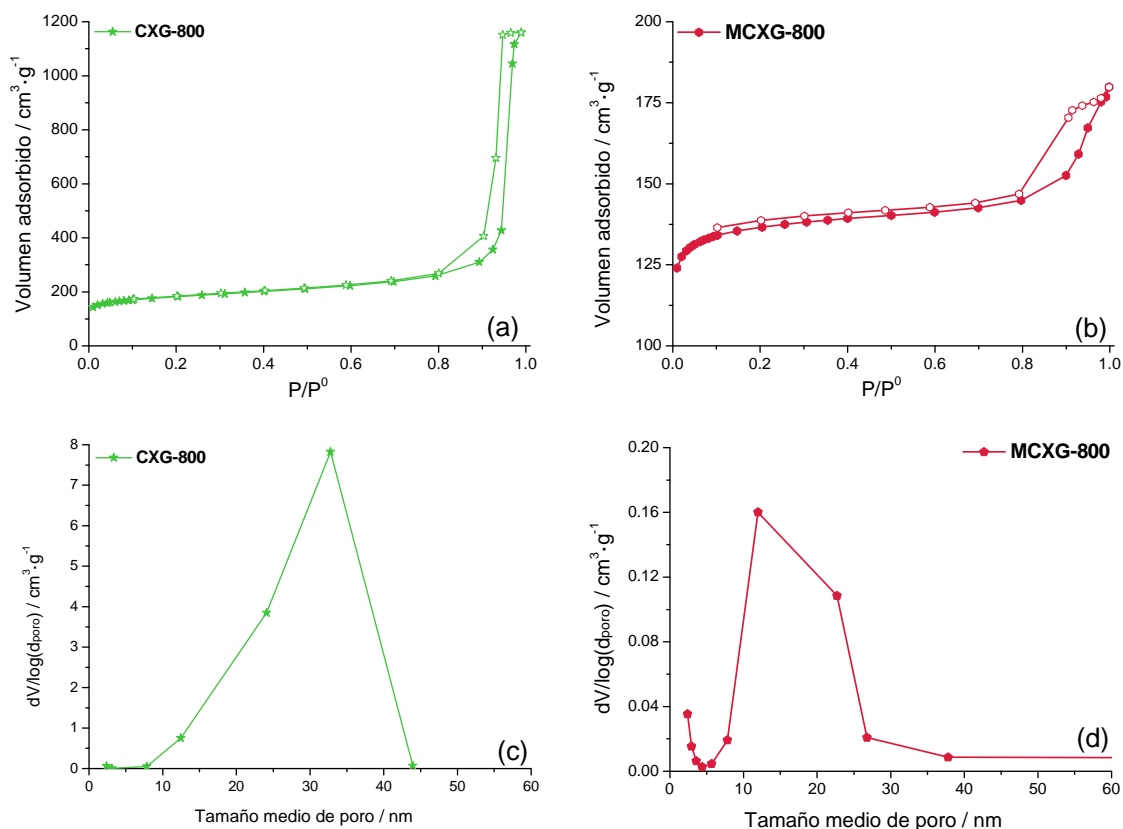 CXG-800
Volumen adsorbido / cm³·g⁻¹
1200
1000
800
600
400
200
0
0.0 0.2 0.4 0.6 0.8 1.0
P/P⁰
(a)
MCXG-800
Volumen adsorbido / cm³·g⁻¹
200
175
150
125
100
0.0 0.2 0.4 0.6 0.8 1.0
P/P⁰
(b)
CXG-800
dV/log(dporo) / cm³·g⁻¹
8
7
6
5
4
3
2
1
0
0 10 20 30 40 50 60
Tamaño medio de poro / nm
(c)
MCXG-800
dV/log(dporo) / cm³·g⁻¹
0.20
0.16
0.12
0.08
0.04
0.00
0 10 20 30 40 50 60
Tamaño medio de poro / nm
(d)